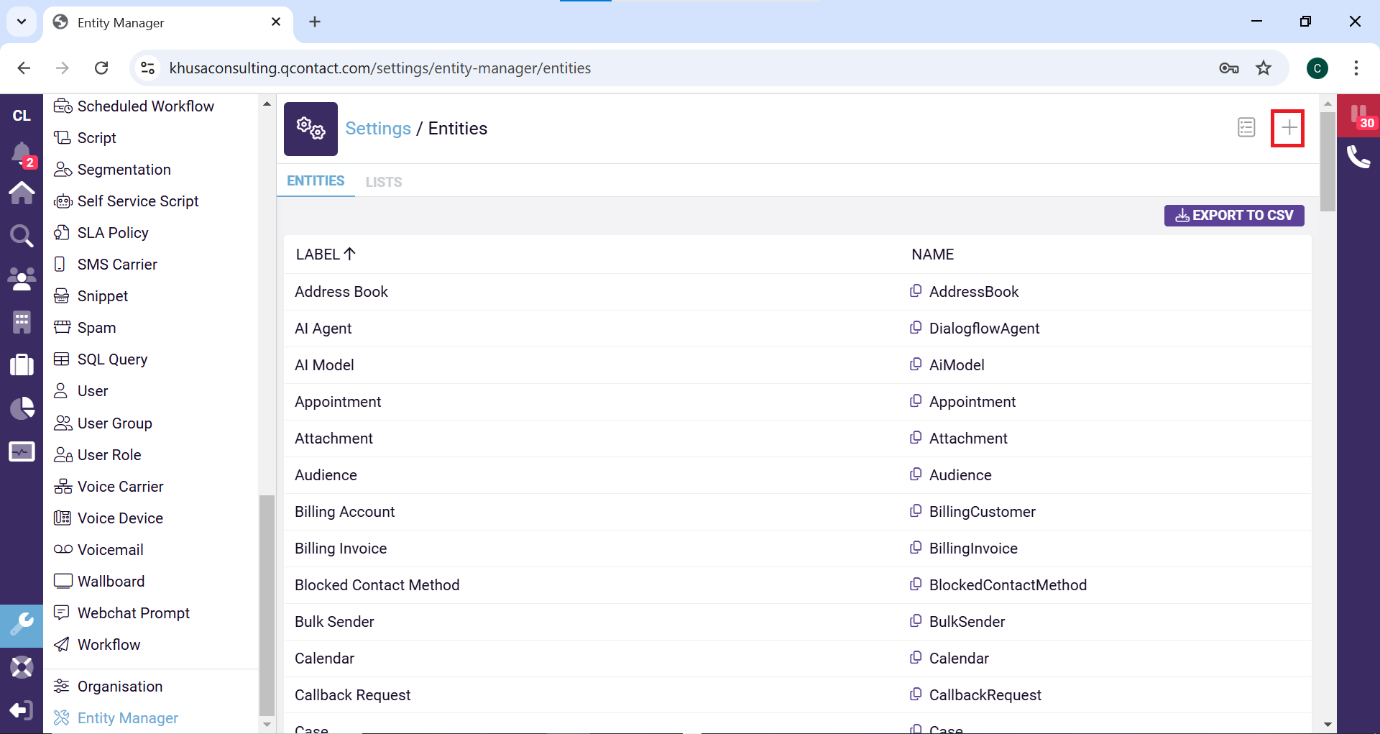 Entity Manager
khusaconsulting.qcontact.com/settings/entity-manager/entities
C
CL
2
30
Scheduled Workflow
Script
Segmentation
Self Service Script
SLA Policy
SMS Carrier
Snippet
Spam
SQL Query
User
User Group
User Role
Voice Carrier
Voice Device
Voicemail
Wallboard
Webchat Prompt
Workflow
Organisation
Entity Manager
Settings / Entities
ENTITIES LISTS
EXPORT TO CSV
LABEL NAME
Address Book AddressBook
AI Agent DialogflowAgent
AI Model AiModel
Appointment Appointment
Attachment Attachment
Audience Audience
Billing Account BillingCustomer
Billing Invoice BillingInvoice
Blocked Contact Method BlockedContactMethod
Bulk Sender BulkSender
Calendar Calendar
Callback Request CallbackRequest
Case Case